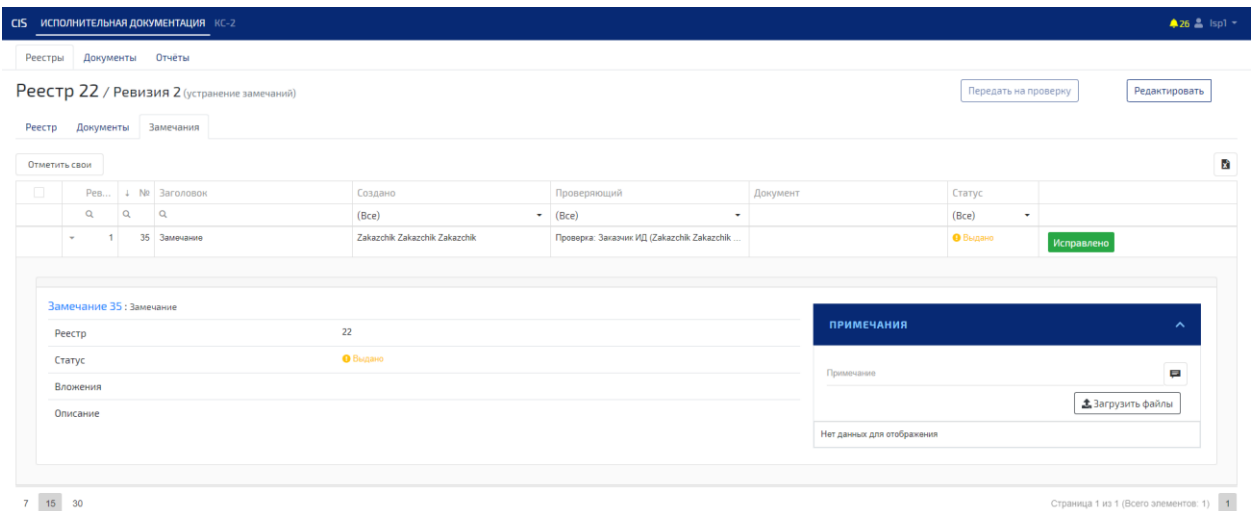 CIS ИСПОЛНИТЕЛЬНАЯ ДОКУМЕНТАЦИЯ КС-2 26 Isp1
Реестры Документы Отчёты
Реестр 22 / Ревизия 2 (устранение замечаний) Передать на проверку Редактировать
Реестр Документы Замечания
Отметить свои
Рев... ↓ № Заголовок Создано Проверяющий Документ Статус
(Все) (Все) (Все)
1 35 Замечание Zakazchik Zakazchik Zakazchik Проверка: Заказчик ИД (Zakazchik Zakazchik ... Выдано Исправлено
Замечание 35 : Замечание
Реестр 22
Статус Выдано
Вложения
Описание
ПРИМЕЧАНИЯ
Примечание
Загрузить файлы
Нет данных для отображения
7 15 30 Страница 1 из 1 (Всего элементов: 1) 1